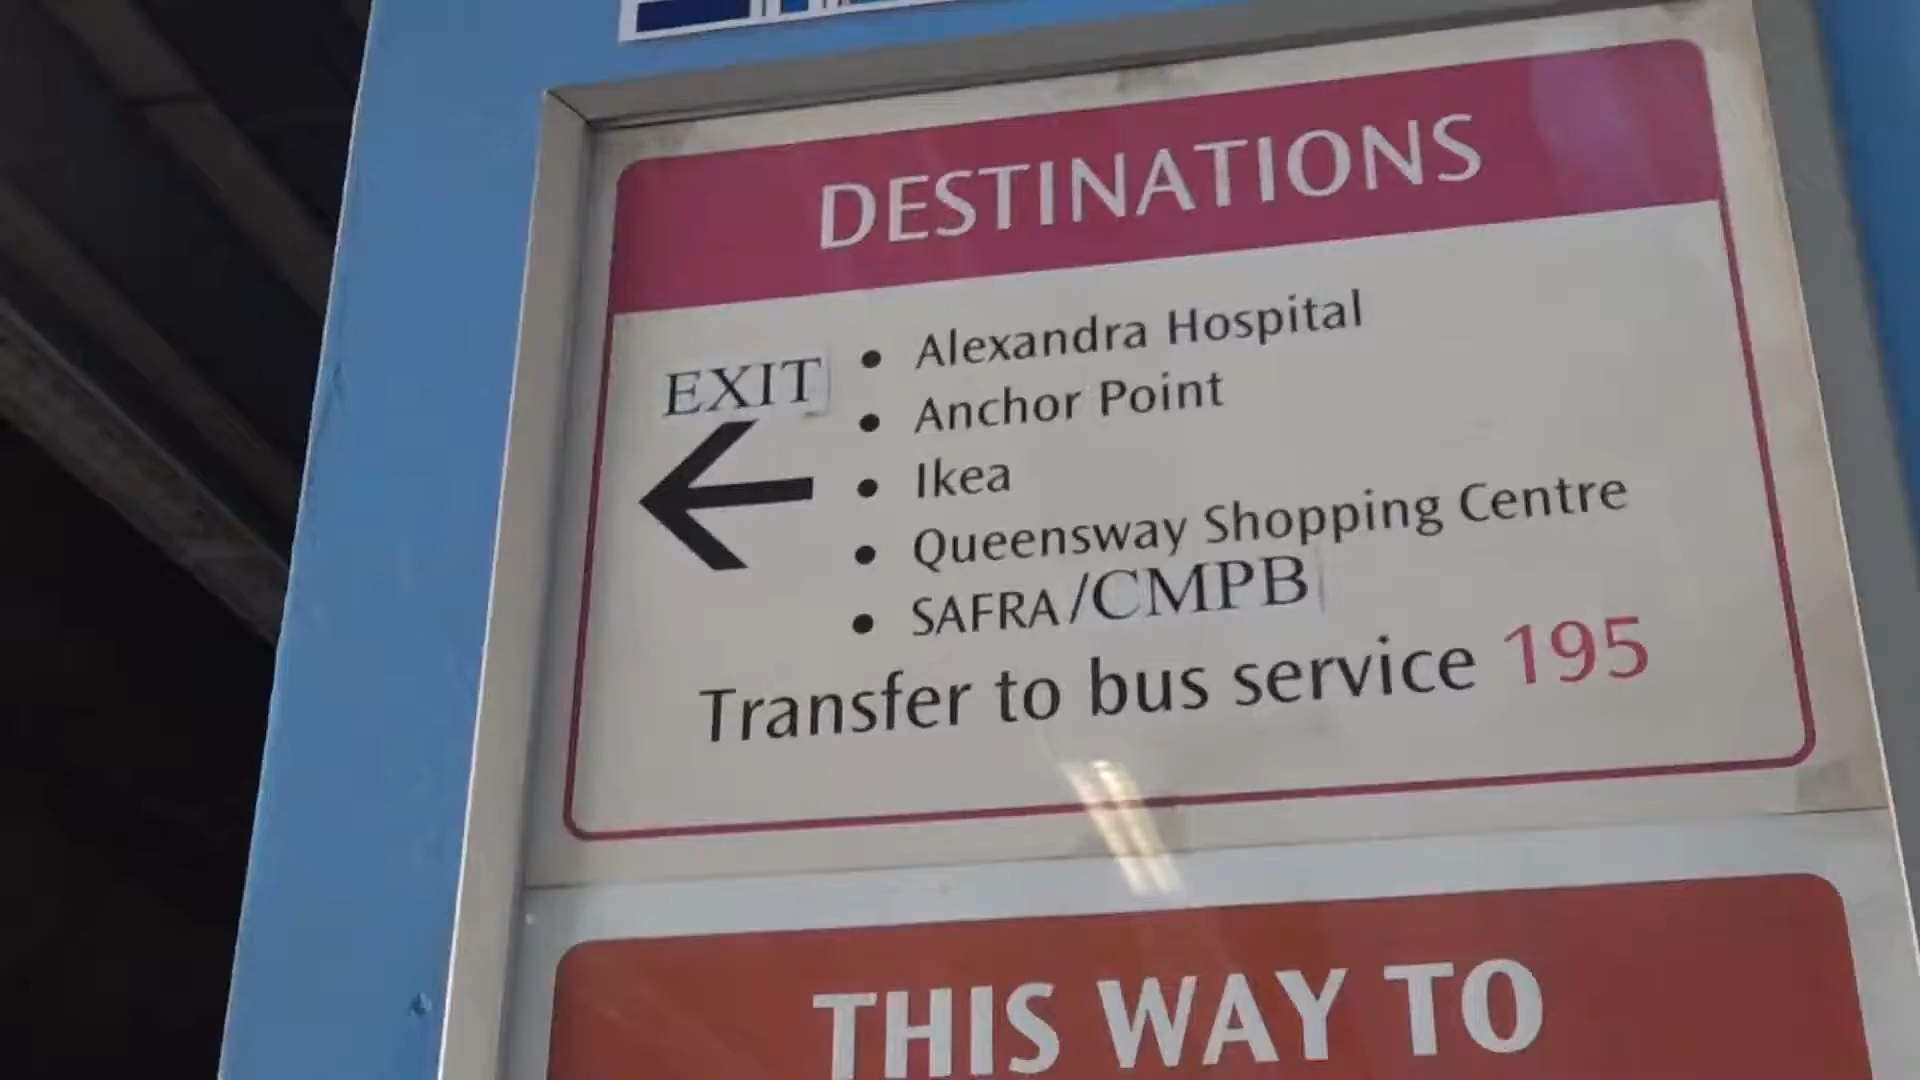 DESTINATIONS
EXIT
• Alexandra Hospital
• Anchor Point
• Ikea
• Queensway Shopping Centre
• SAFRA/CMPB
Transfer to bus service 195
THIS WAY TO